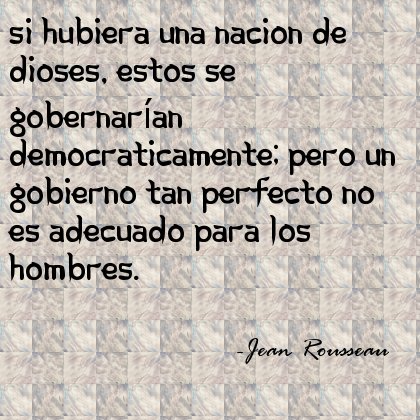 si hubiera una nacion de
dioses, estos se
gobernarían
democraticamente; pero un
gobierno tan perfecto no
es adecuado para los
hombres.
-Jean Rousseau